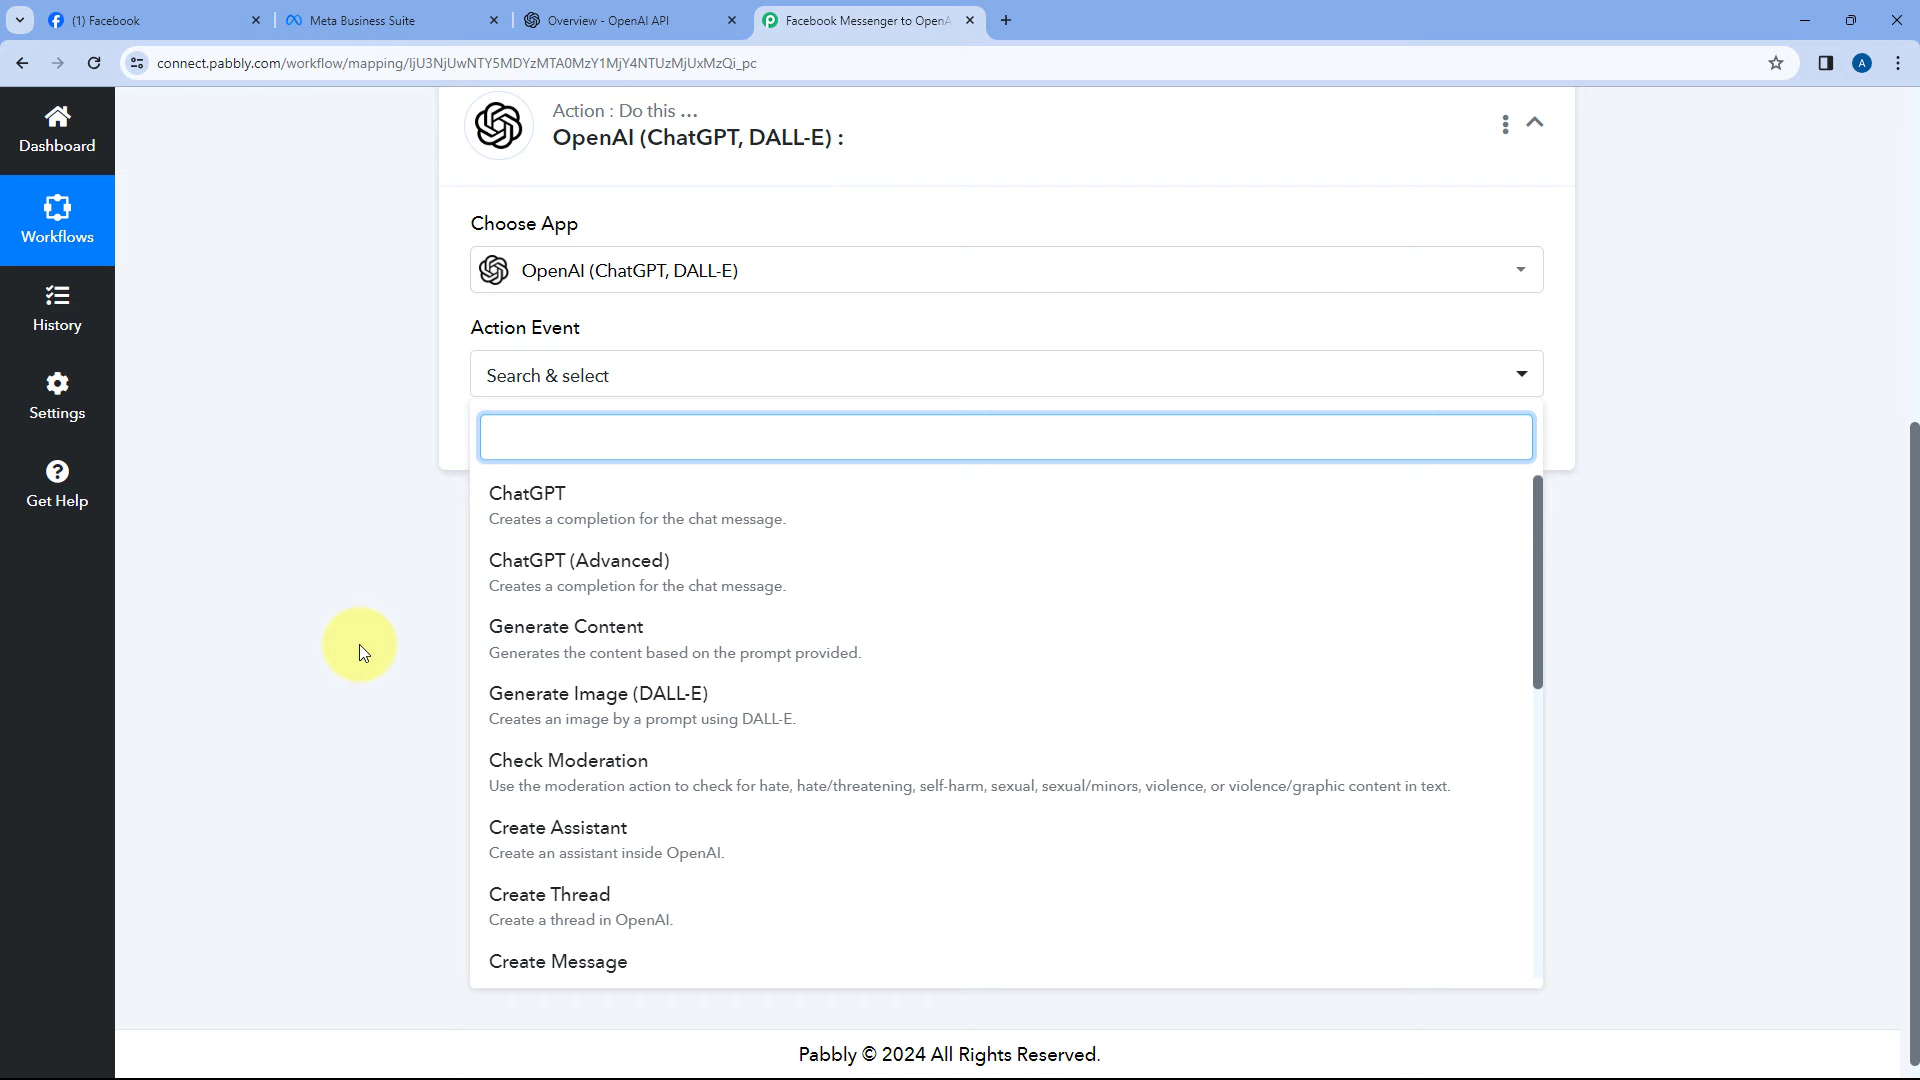 (1) Facebook
Meta Business Suite
Overview - OpenAI API
Facebook Messenger to OpenA
connect.pabbly.com/workflow/mapping/IjU3NjUwNTY5MDYzMTA0MzY1MjY4NTUzMjUxMzQi_pc
A
Dashboard
Workflows
History
Settings
Get Help
Action : Do this ...
OpenAI (ChatGPT, DALL-E) :
Choose App
OpenAI (ChatGPT, DALL-E)
Action Event
Search & select
ChatGPT
Creates a completion for the chat message.
ChatGPT (Advanced)
Creates a completion for the chat message.
Generate Content
Generates the content based on the prompt provided.
Generate Image (DALL-E)
Creates an image by a prompt using DALL-E.
Check Moderation
Use the moderation action to check for hate, hate/threatening, self-harm, sexual, sexual/minors, violence, or violence/graphic content in text.
Create Assistant
Create an assistant inside OpenAI.
Create Thread
Create a thread in OpenAI.
Create Message
Pabbly © 2024 All Rights Reserved.